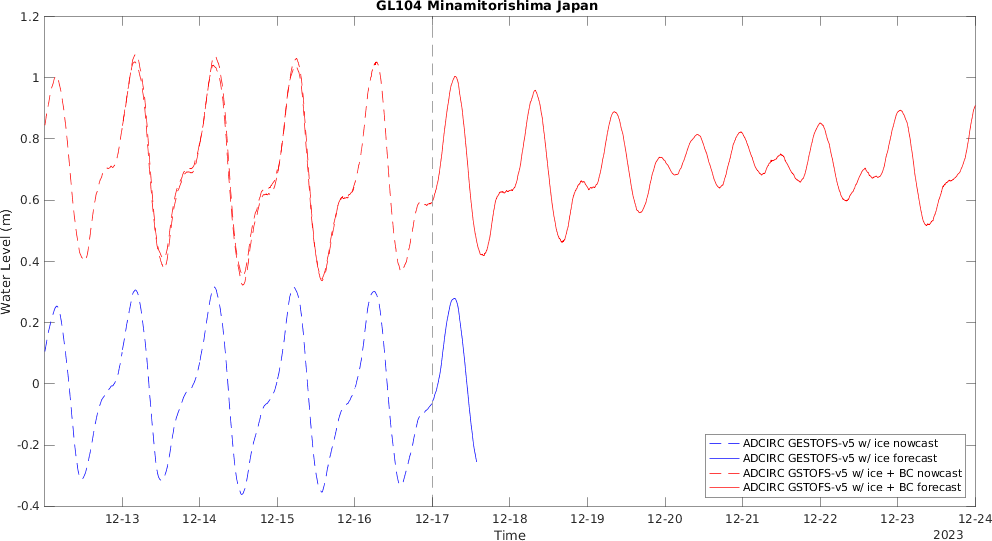 GL104 Minamitorishima Japan
1.2
1
0.8
0.6
0.4
0.2
0
-0.2
-0.4
Water Level (m)
ADCIRC GESTOFS-v5 w/ ice nowcast
ADCIRC GESTOFS-v5 w/ ice forecast
ADCIRC GSTOFS-v5 w/ ice + BC nowcast
ADCIRC GSTOFS-v5 w/ ice + BC forecast
12-13 12-14 12-15 12-16 12-17 12-18 12-19 12-20 12-21 12-22 12-23 12-24
Time
2023